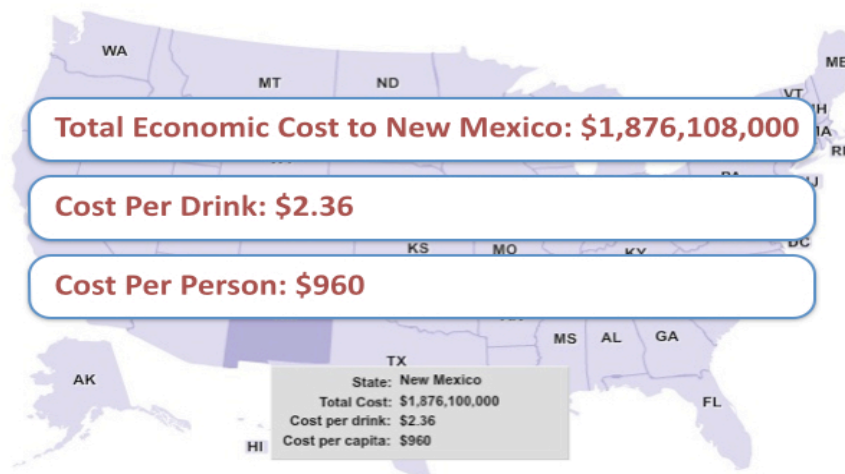 WA
ME
MT
ND
VT
Total Economic Cost to New Mexico: $1,876,108,000
RI
Cost Per Drink: $2.36
DC
KS
MO
KY
Cost Per Person: $960
MS
AL
GA
TX
AK
State: New Mexico
Total Cost: $1,876,100,000
FL
Cost per drink: $2.36
Cost per capita: $960
HI